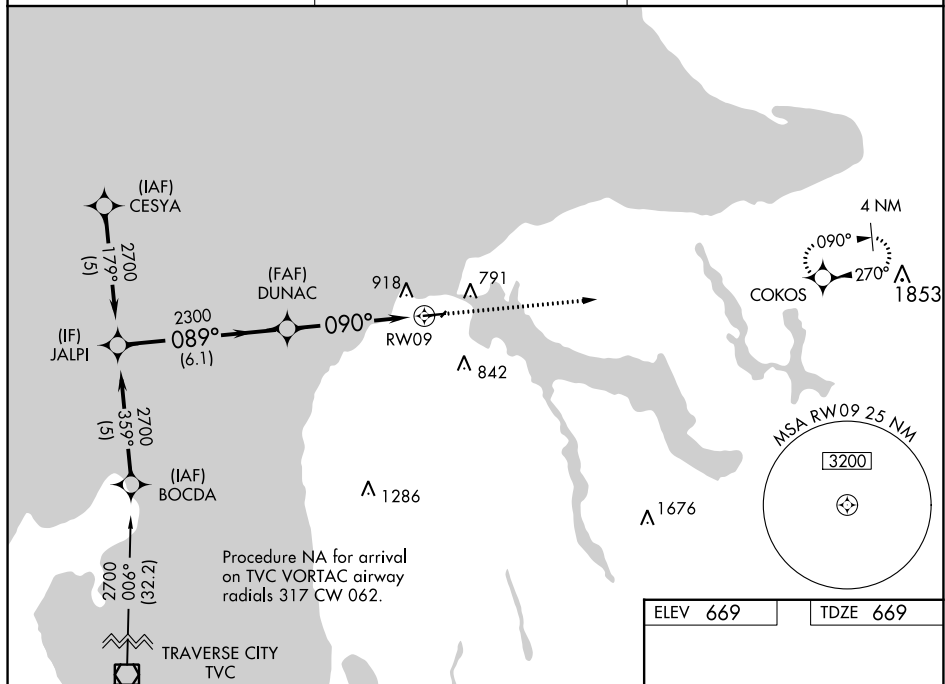 (IAF)
CESYA
2700
179°
(5)
4 NM
090°
270°
COKOS
1853
(FAF)
DUNAC
918
791
2300
089°
(6.1)
090°
RW09
(IF)
JALPI
842
2700
359°
(5)
MSA RW09 25 NM
3200
(IAF)
BOCDA
1286
1676
2700
006°
(32.2)
Procedure NA for arrival
on TVC VORTAC airway
radials 317 CW 062.
TRAVERSE CITY
TVC
ELEV 669
TDZE 669